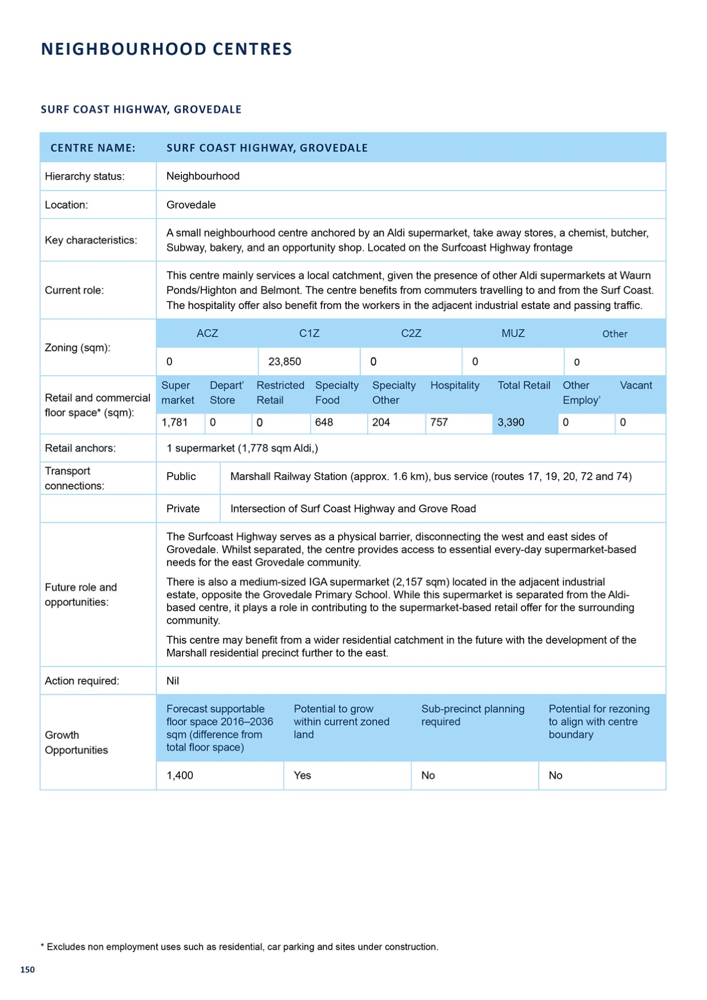 NEIGHBOURHOOD CENTRES
SURF COAST HIGHWAY, GROVEDALE
CENTRE NAME: SURF COAST HIGHWAY, GROVEDALE
Hierarchy status: Neighbourhood
Location: Grovedale
Key characteristics:
A small neighbourhood centre anchored by an Aldi supermarket, take away stores, a chemist, butcher,
Subway, bakery, and an opportunity shop. Located on the Surfcoast Highway frontage
Current role:
This centre mainly services a local catchment, given the presence of other Aldi supermarkets at Waurn
Ponds/Highton and Belmont. The centre benefits from commuters travelling to and from the Surf Coast.
The hospitality offer also benefit from the workers in the adjacent industrial estate and passing traffic.
Zoning (sqm):
ACZ C1Z C2Z MUZ Other
0 23,850 0 0 0
Retail and commercial
floor space* (sqm):
Super Depart’ Restricted Specialty Specialty Hospitality Total Retail Other Vacant
market Store Retail Food Other Employ’
1,781 0 0 648 204 757 3,390 0 0
Retail anchors: 1 supermarket (1,778 sqm Aldi,)
Transport
connections:
Public Marshall Railway Station (approx. 1.6 km), bus service (routes 17, 19, 20, 72 and 74)
Private Intersection of Surf Coast Highway and Grove Road
Future role and
opportunities:
The Surfcoast Highway serves as a physical barrier, disconnecting the west and east sides of
Grovedale. Whilst separated, the centre provides access to essential every-day supermarket-based
needs for the east Grovedale community.
There is also a medium-sized IGA supermarket (2,157 sqm) located in the adjacent industrial
estate, opposite the Grovedale Primary School. While this supermarket is separated from the Aldi-
based centre, it plays a role in contributing to the supermarket-based retail offer for the surrounding
community.
This centre may benefit from a wider residential catchment in the future with the development of the
Marshall residential precinct further to the east.
Action required: Nil
Growth
Opportunities
Forecast supportable Potential to grow Sub-precinct planning Potential for rezoning
floor space 2016–2036 within current zoned required to align with centre
sqm (difference from land boundary
total floor space)
1,400 Yes No No
* Excludes non employment uses such as residential, car parking and sites under construction.
150